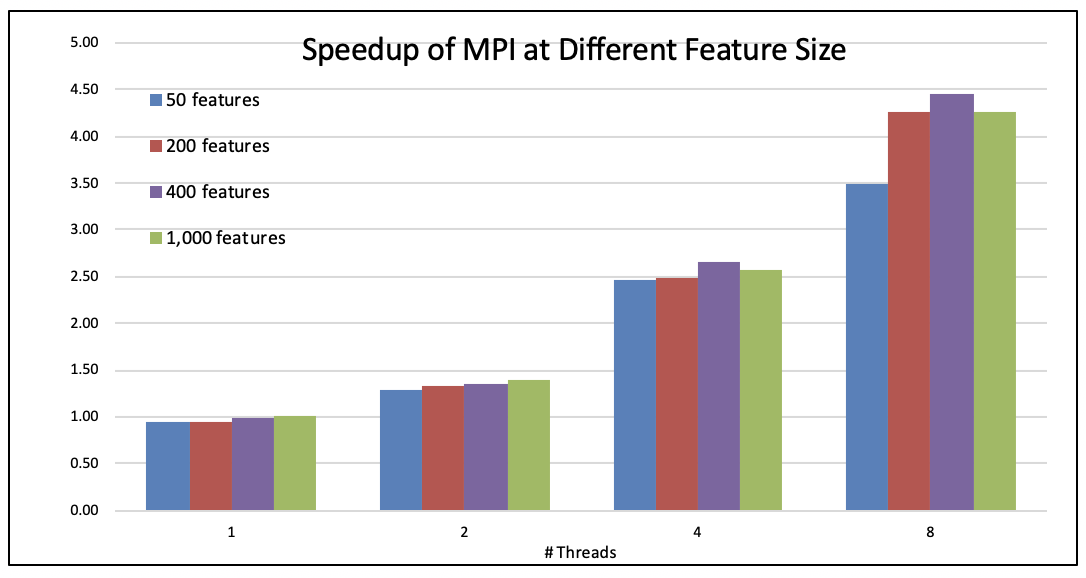 Speedup of MPI at Different Feature Size
5.00
4.50
4.00
3.50
3.00
2.50
2.00
1.50
1.00
0.50
0.00
50 features
200 features
400 features
1,000 features
1 2 4 8
# Threads